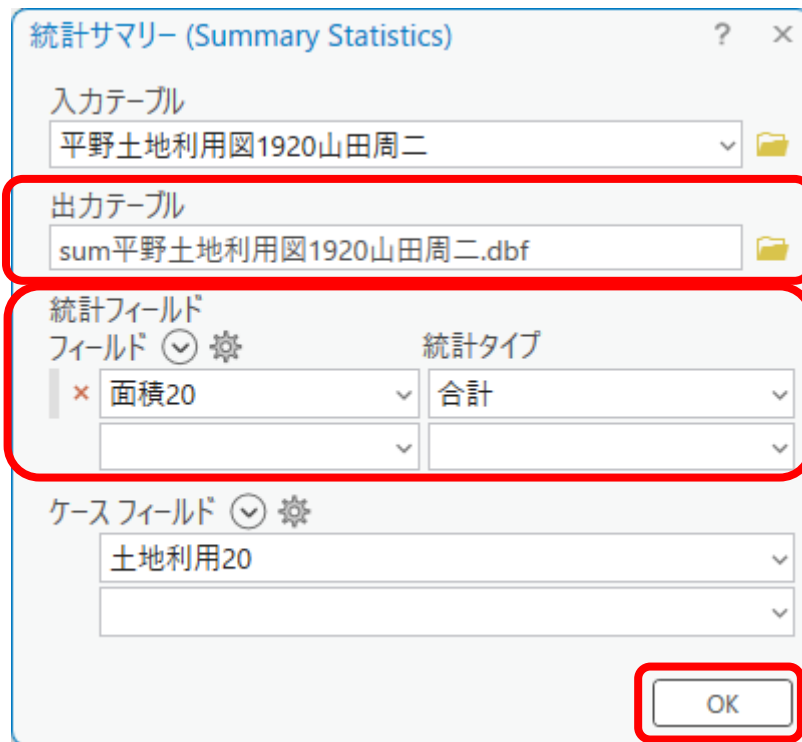 統計サマリー (Summary Statistics) ? ×
入力テーブル
平野土地利用図1920山田周二
出力テーブル
sum平野土地利用図1920山田周二.dbf
統計フィールド
フィールド 統計タイプ
× 面積20 合計
ケース フィールド
土地利用20
OK